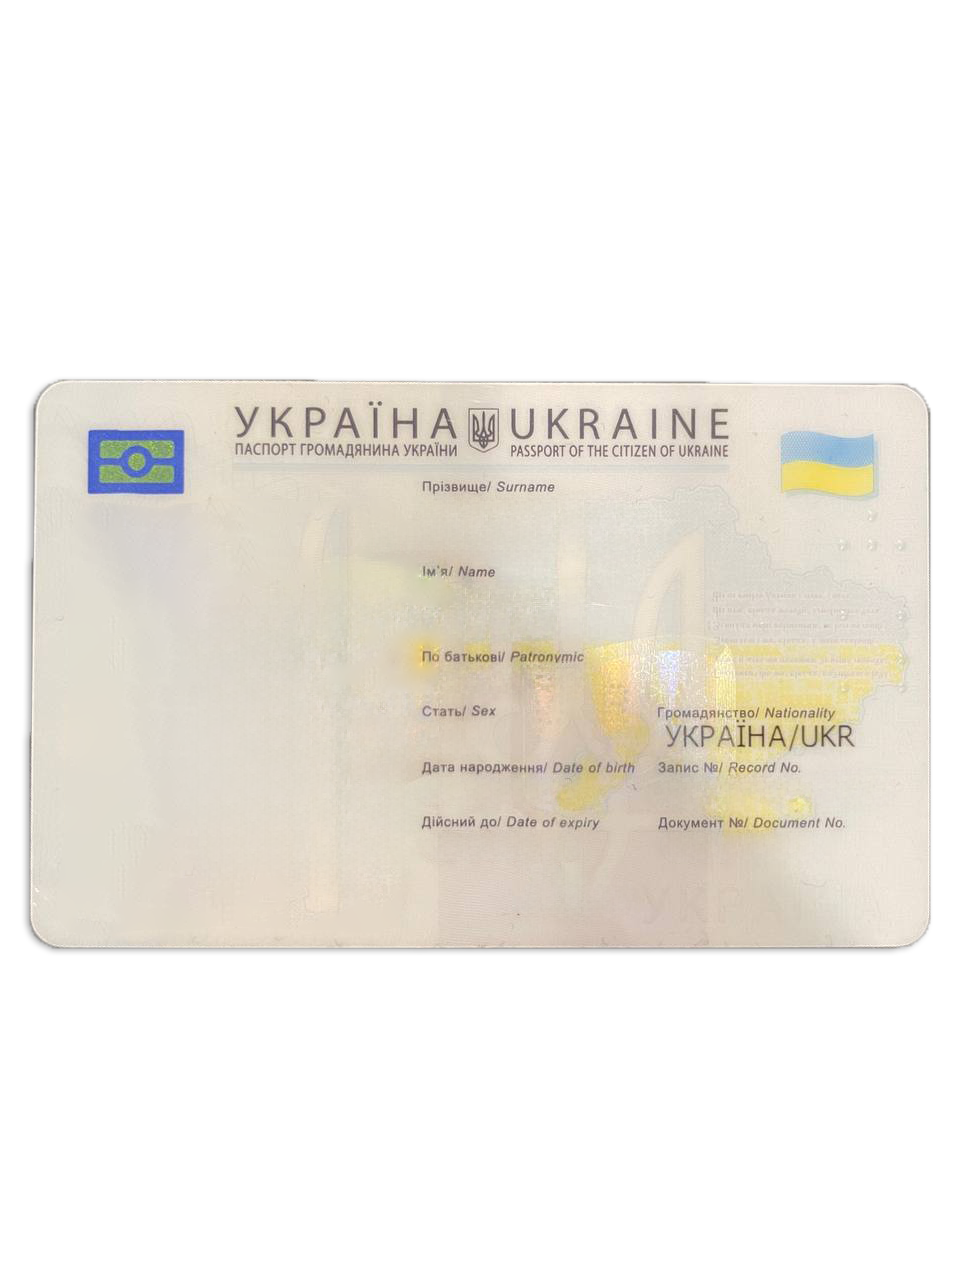 УКРАЇНА UKRAINE
ПАСПОРТ ГРОМАДЯНИНА УКРАЇНИ PASSPORT OF THE CITIZEN OF UKRAINE
Прізвище/ Surname
Ім'я/ Name
По батькові/ Patronymic
Стать/ Sex
Громадянство/ Nationality
УКРАЇНА/UKR
Дата народження/ Date of birth
Запис №/ Record No.
Дійсний до/ Date of expiry
Документ №/ Document No.